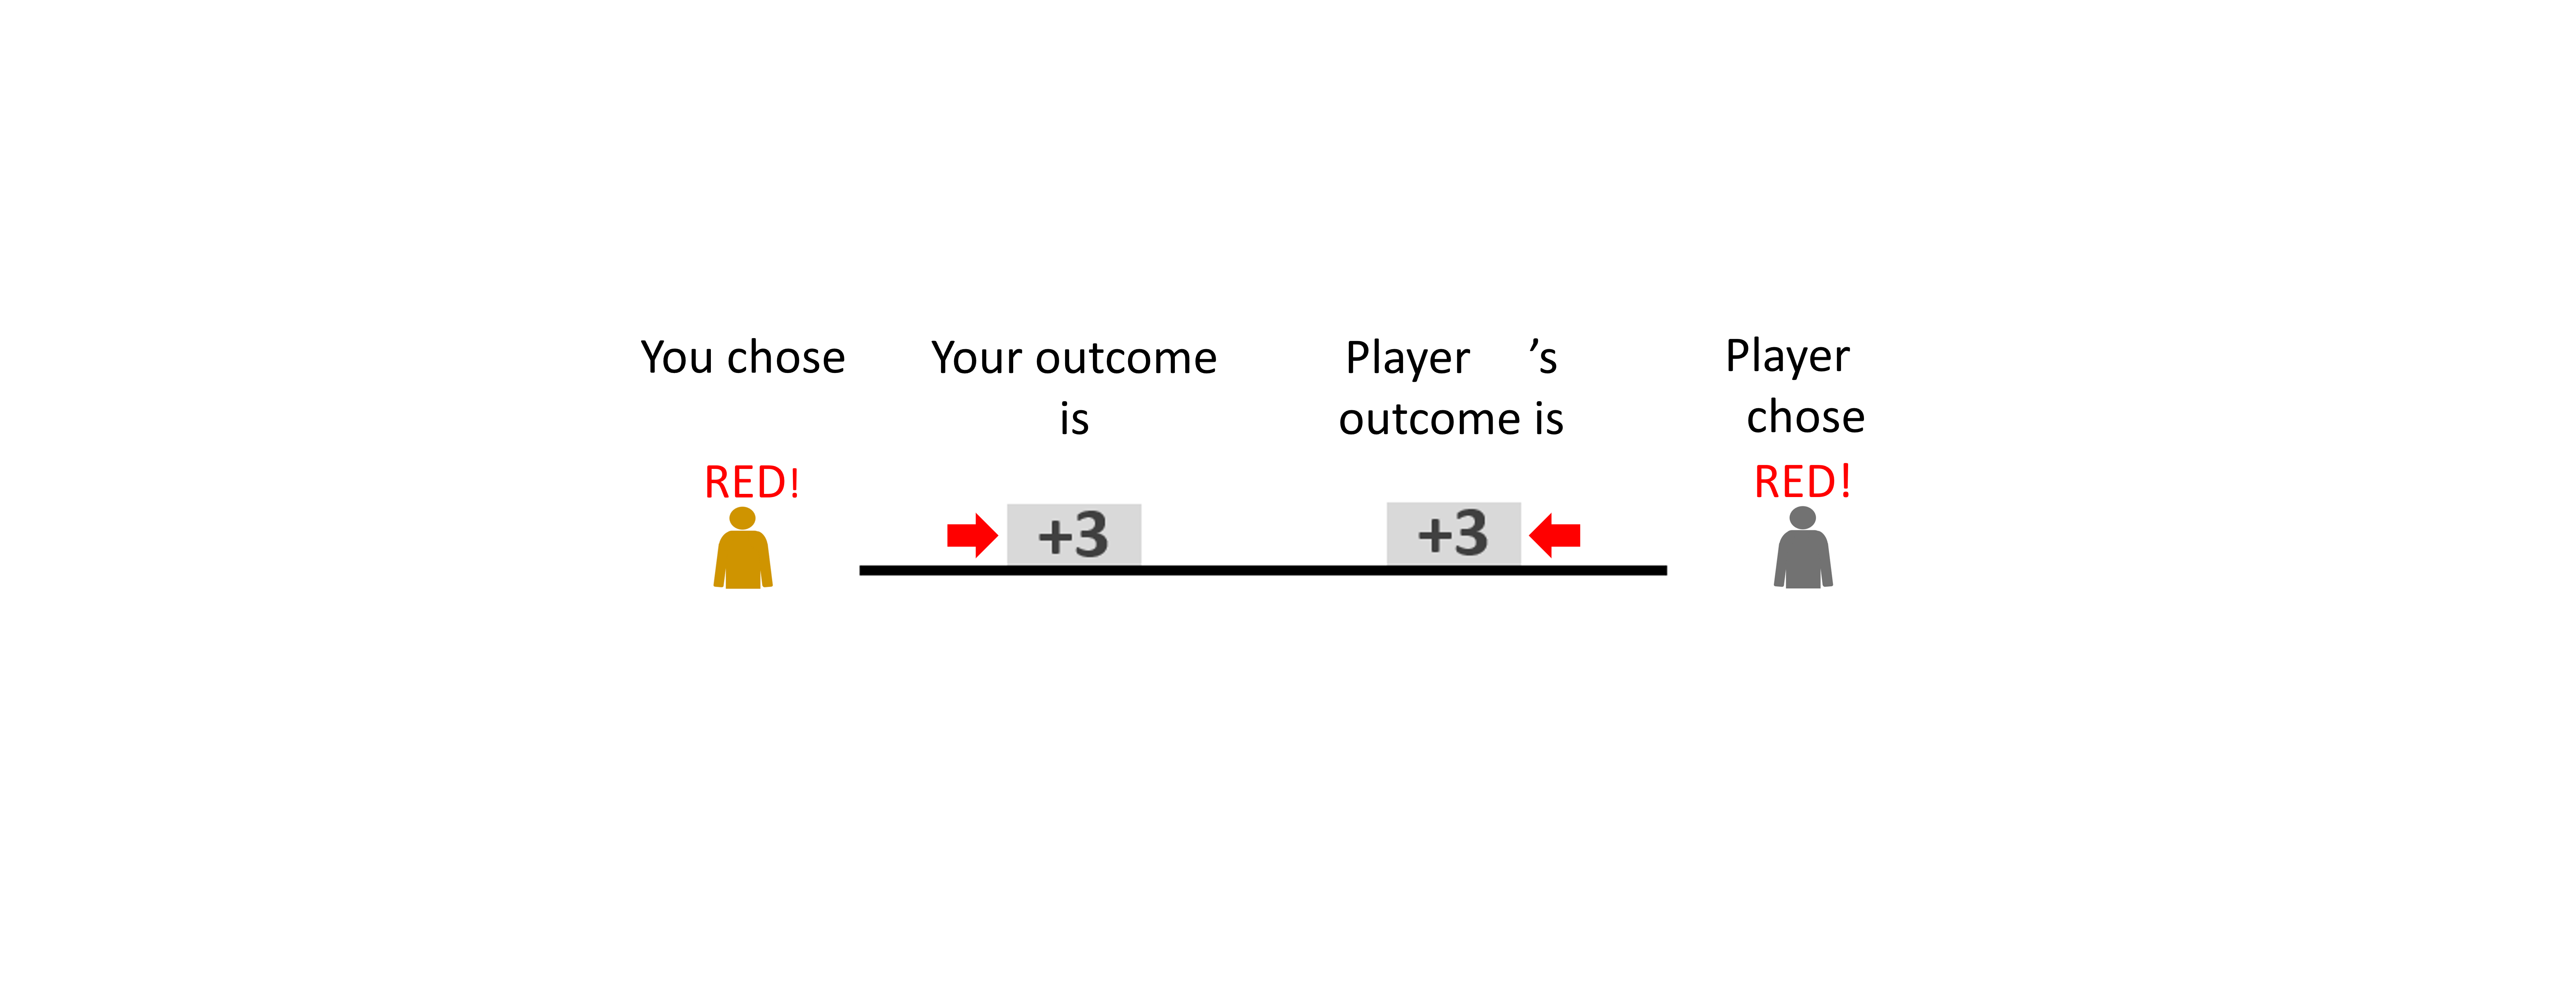 You chose
RED!
Your outcome
is
+3
Player ’s
outcome is
+3
Player
chose
RED!